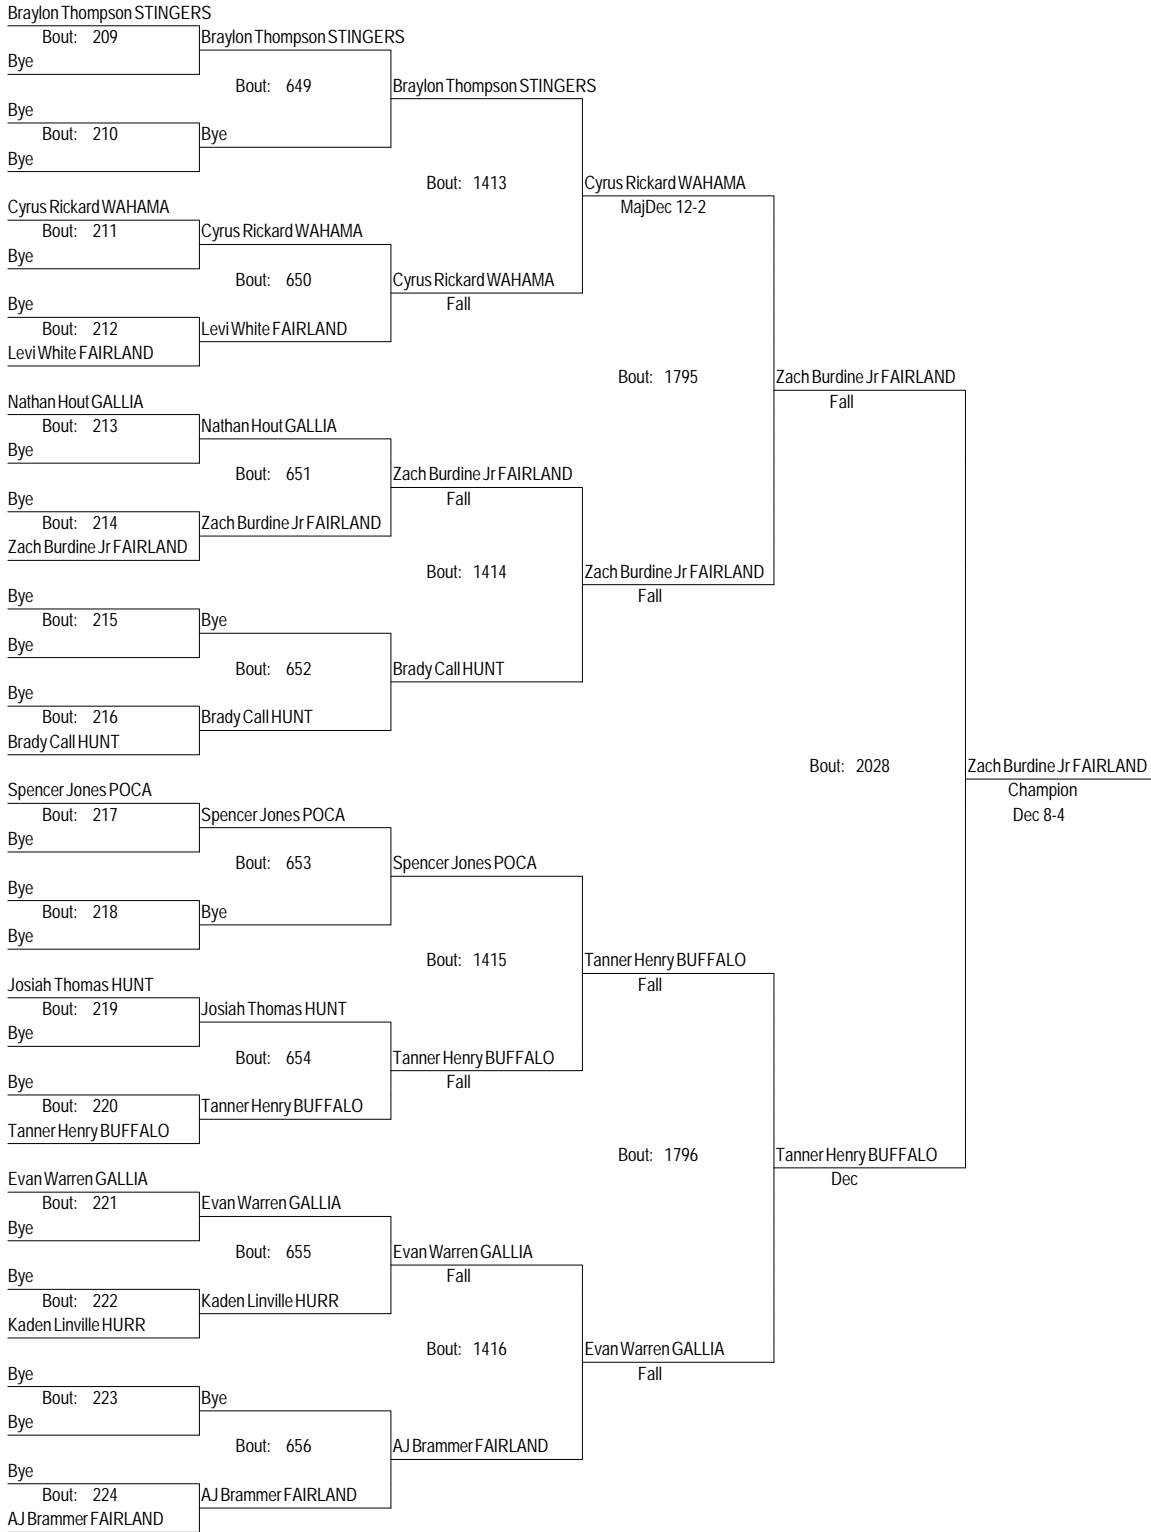 Braylon Thompson STINGERS
Bout: 209
Bye
Braylon Thompson STINGERS
Bout: 649
Braylon Thompson STINGERS
Bye
Bout: 210
Bye
Bye
Bout: 1413
Cyrus Rickard WAHAMA
MajDec 12-2
Cyrus Rickard WAHAMA
Bout: 211
Bye
Cyrus Rickard WAHAMA
Bout: 650
Cyrus Rickard WAHAMA
Fall
Bye
Bout: 212
Levi White FAIRLAND
Levi White FAIRLAND
Bout: 1795
Zach Burdine Jr FAIRLAND
Fall
Nathan Hout GALLIA
Bout: 213
Bye
Nathan Hout GALLIA
Bout: 651
Zach Burdine Jr FAIRLAND
Fall
Bye
Bout: 214
Zach Burdine Jr FAIRLAND
Zach Burdine Jr FAIRLAND
Bout: 1414
Zach Burdine Jr FAIRLAND
Fall
Bye
Bout: 215
Bye
Bye
Bout: 652
Brady Call HUNT
Bye
Bout: 216
Brady Call HUNT
Brady Call HUNT
Bout: 2028
Zach Burdine Jr FAIRLAND
Champion
Dec 8-4
Spencer Jones POCA
Bout: 217
Bye
Spencer Jones POCA
Bout: 653
Spencer Jones POCA
Bye
Bout: 218
Bye
Bye
Bout: 1415
Tanner Henry BUFFALO
Fall
Josiah Thomas HUNT
Bout: 219
Bye
Josiah Thomas HUNT
Bout: 654
Tanner Henry BUFFALO
Fall
Bye
Bout: 220
Tanner Henry BUFFALO
Tanner Henry BUFFALO
Bout: 1796
Tanner Henry BUFFALO
Dec
Evan Warren GALLIA
Bout: 221
Bye
Evan Warren GALLIA
Bout: 655
Evan Warren GALLIA
Fall
Bye
Bout: 222
Kaden Linville HURR
Kaden Linville HURR
Bout: 1416
Evan Warren GALLIA
Fall
Bye
Bout: 223
Bye
Bye
Bout: 656
AJ Brammer FAIRLAND
Bye
Bout: 224
AJ Brammer FAIRLAND
AJ Brammer FAIRLAND